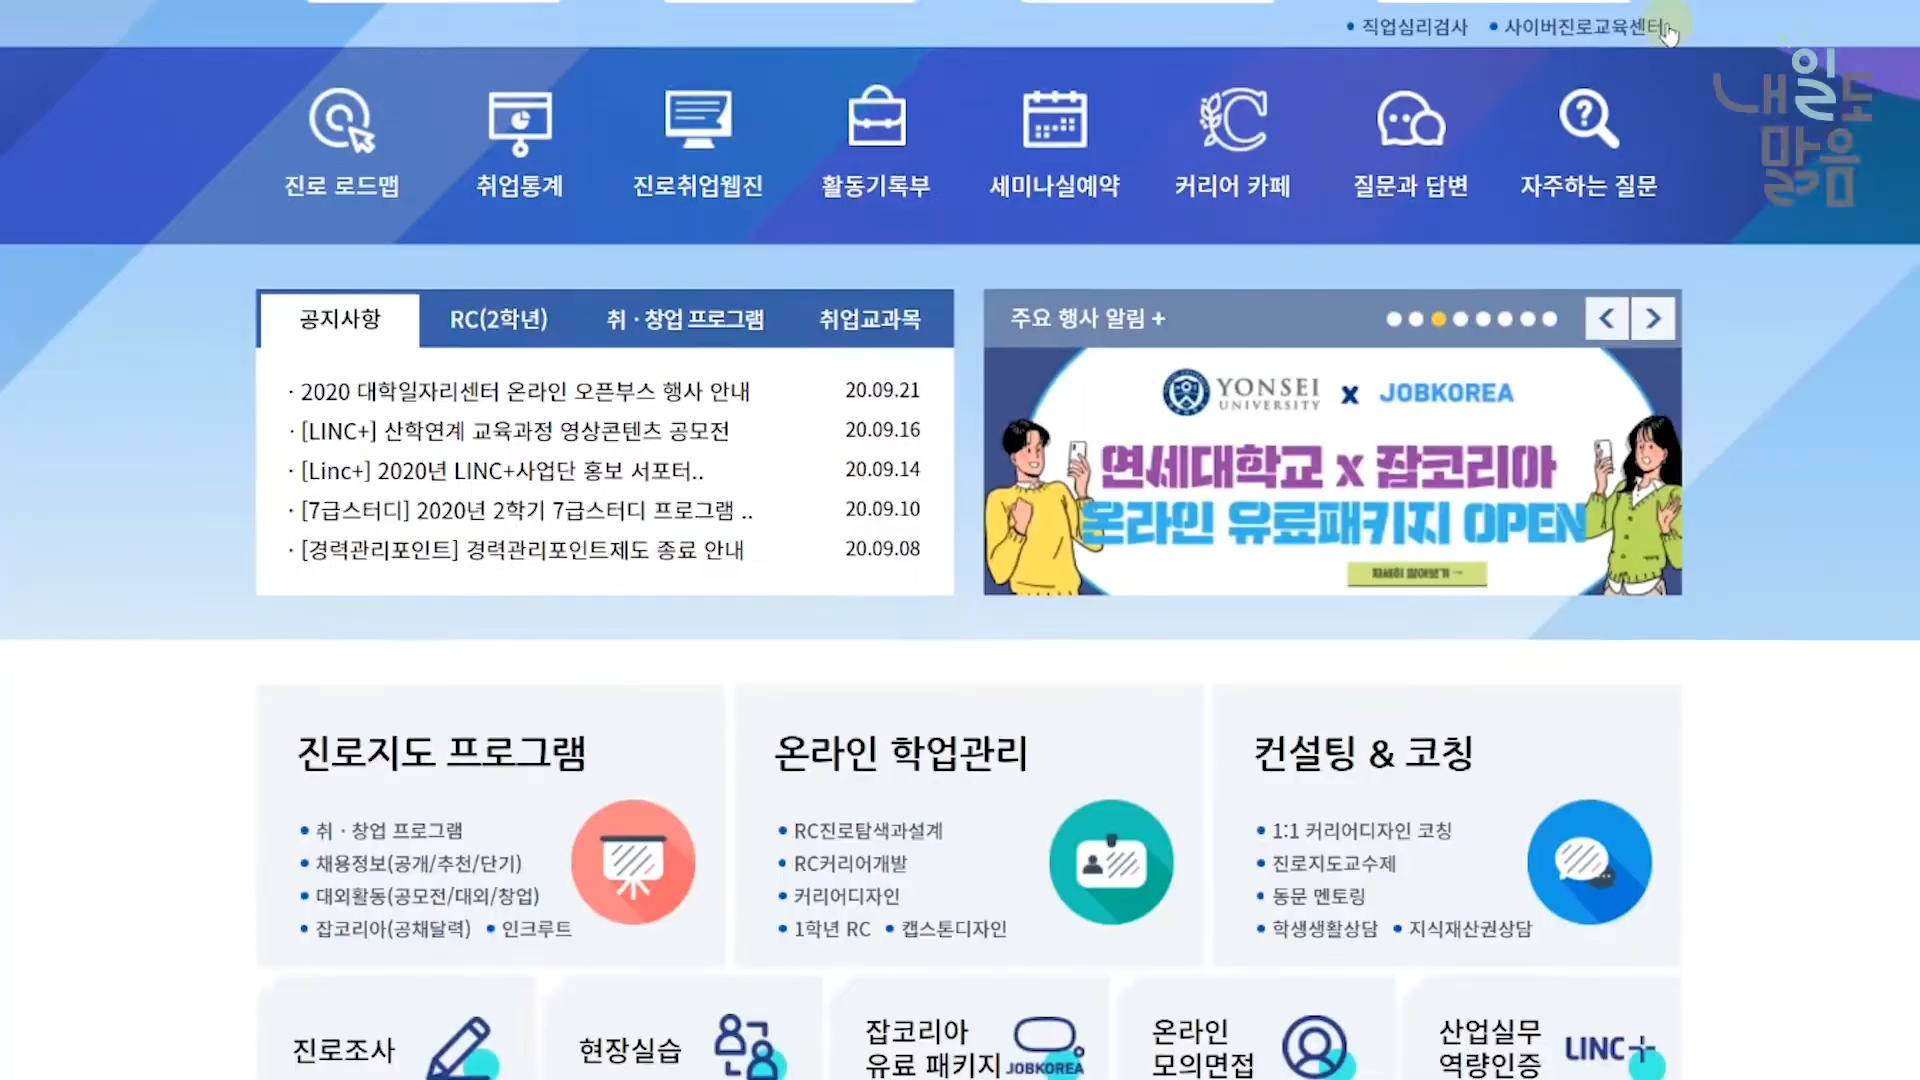 직업심리검사 사이버진로교육센터
내일도
맑음
진로 로드맵 취업통계 진로취업웹진 활동기록부 세미나실예약 커리어 카페 질문과 답변 자주하는 질문
공지사항 RC(2학년) 취 · 창업 프로그램 취업교과목
· 2020 대학일자리센터 온라인 오픈부스 행사 안내 20.09.21
· [LINC+] 산학연계 교육과정 영상콘텐츠 공모전 20.09.16
· [Linc+] 2020년 LINC+사업단 홍보 서포터.. 20.09.14
· [7급스터디] 2020년 2학기 7급스터디 프로그램 .. 20.09.10
· [경력관리포인트] 경력관리포인트제도 종료 안내 20.09.08
주요 행사 알림 +
YONSEI
UNIVERSITY
X JOBKOREA
연세대학교 x 잡코리아
온라인 유료패키지 OPEN
자세히 알아보기 →
진로지도 프로그램
• 취 · 창업 프로그램
• 채용정보(공개/추천/단기)
• 대외활동(공모전/대외/창업)
• 잡코리아(공채달력) • 인크루트
온라인 학업관리
• RC진로탐색과설계
• RC커리어개발
• 커리어디자인
• 1학년 RC • 캡스톤디자인
컨설팅 & 코칭
• 1:1 커리어디자인 코칭
• 진로지도교수제
• 동문 멘토링
• 학생생활상담 • 지식재산권상담
진로조사
현장실습
잡코리아
유료 패키지
JOBKOREA
온라인
모의면접
산업실무
역량인증
LINC+